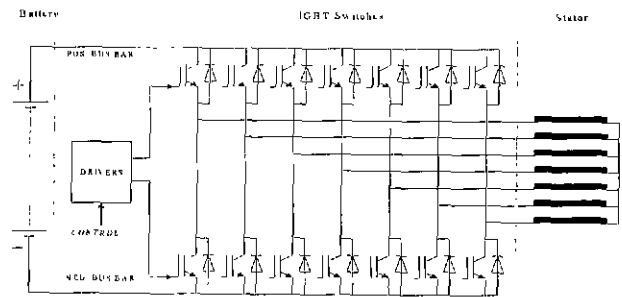 Battery
IGBT Switches
Stator
POS BUS BAR
+
DRIVERS
CONTROL
-
NEG BUS BAR